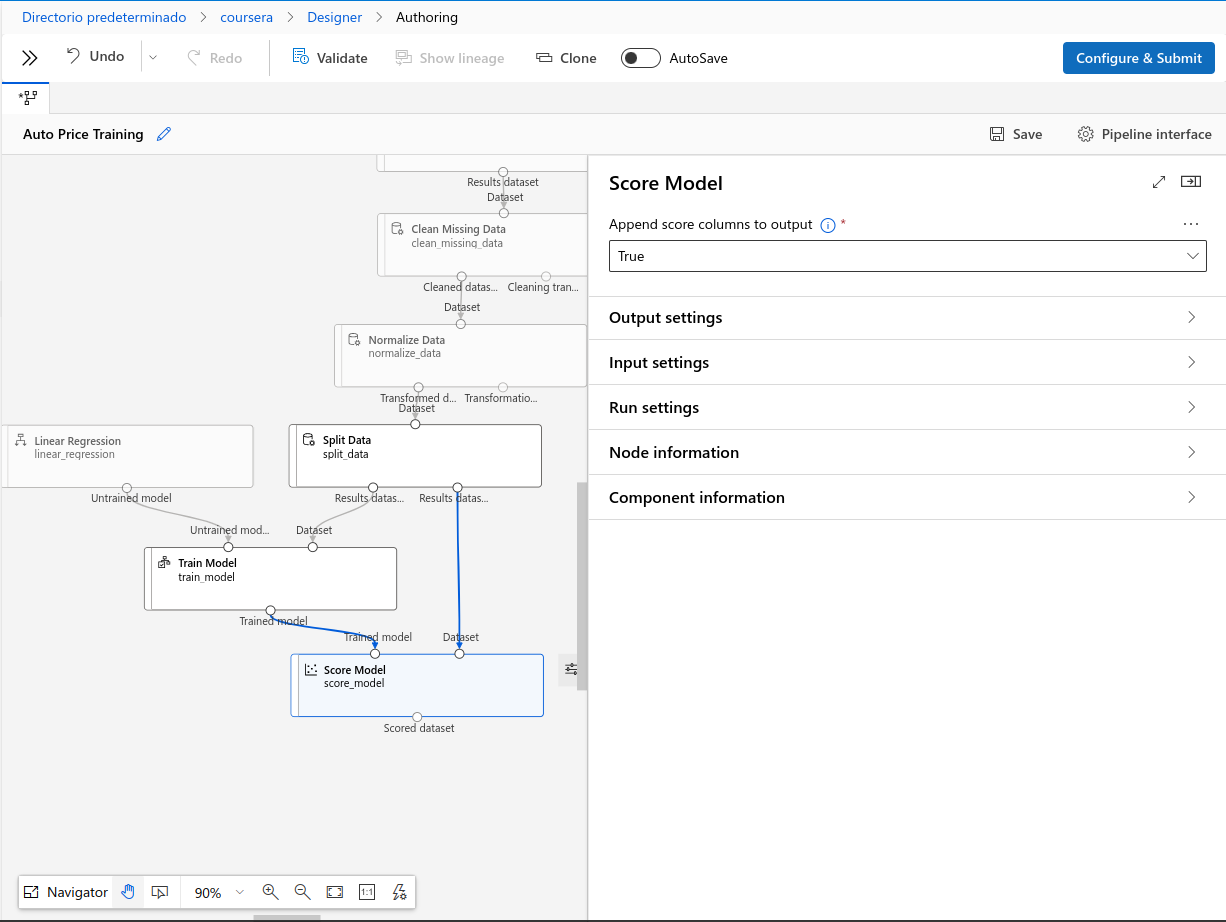 Directorio predeterminado > coursera > Designer > Authoring
Undo Redo Validate Show lineage Clone AutoSave Configure & Submit
Auto Price Training Save Pipeline interface
Results dataset
Dataset
Clean Missing Data
clean_missing_data
Cleaned datas... Cleaning tran...
Dataset
Normalize Data
normalize_data
Transformed d... Transformatio...
Dataset
Linear Regression
linear_regression
Untrained model
Split Data
split_data
Results datas... Results datas...
Untrained mod... Dataset
Train Model
train_model
Trained model
Trained model Dataset
Score Model
score_model
Scored dataset
Navigator 90% 1:1
Score Model
Append score columns to output i * ...
True
Output settings
Input settings
Run settings
Node information
Component information